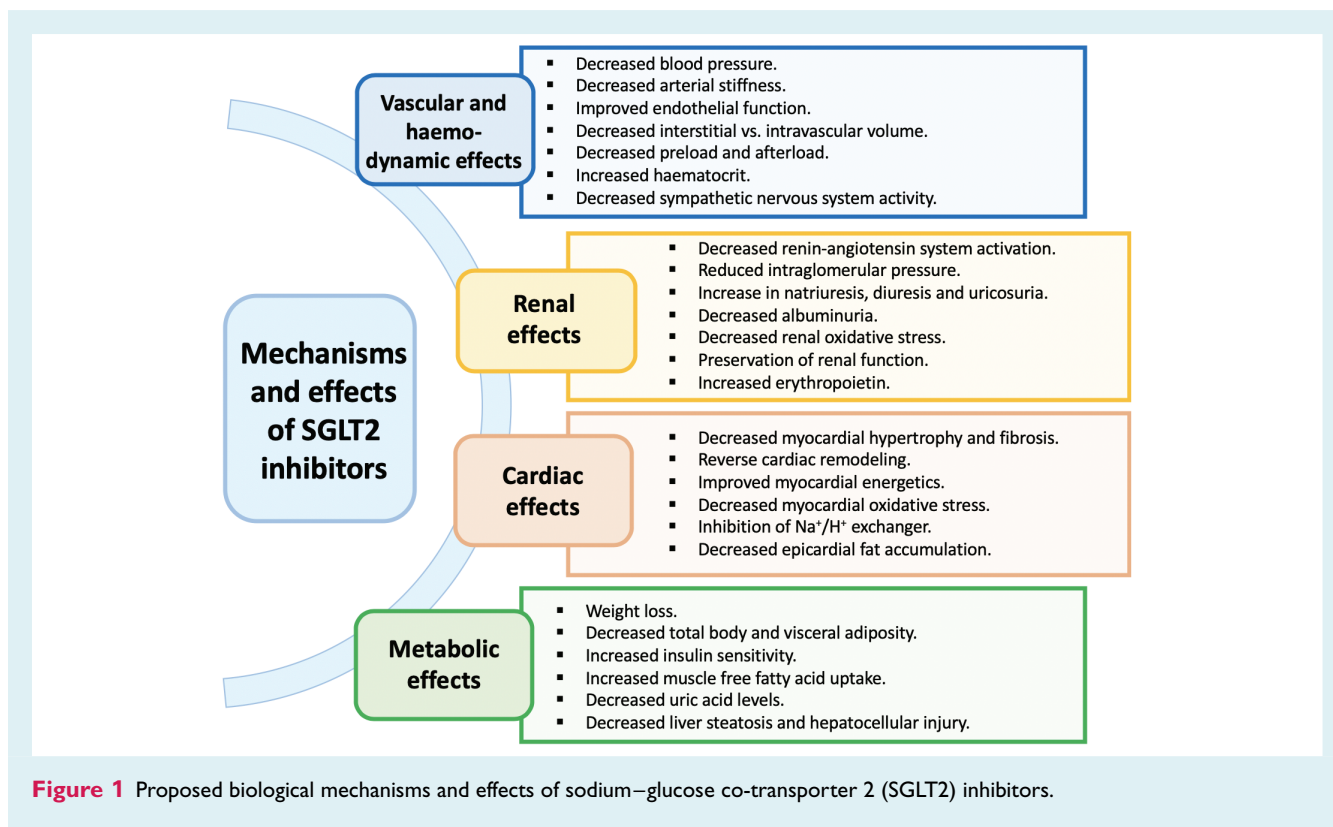 Mechanisms
and effects
of SGLT2
inhibitors
Vascular and
haemo-
dynamic effects
▪ Decreased blood pressure.
▪ Decreased arterial stiffness.
▪ Improved endothelial function.
▪ Decreased interstitial vs. intravascular volume.
▪ Decreased preload and afterload.
▪ Increased haematocrit.
▪ Decreased sympathetic nervous system activity.
Renal
effects
▪ Decreased renin-angiotensin system activation.
▪ Reduced intraglomerular pressure.
▪ Increase in natriuresis, diuresis and uricosuria.
▪ Decreased albuminuria.
▪ Decreased renal oxidative stress.
▪ Preservation of renal function.
▪ Increased erythropoietin.
Cardiac
effects
▪ Decreased myocardial hypertrophy and fibrosis.
▪ Reverse cardiac remodeling.
▪ Improved myocardial energetics.
▪ Decreased myocardial oxidative stress.
▪ Inhibition of Na⁺/H⁺ exchanger.
▪ Decreased epicardial fat accumulation.
Metabolic
effects
▪ Weight loss.
▪ Decreased total body and visceral adiposity.
▪ Increased insulin sensitivity.
▪ Increased muscle free fatty acid uptake.
▪ Decreased uric acid levels.
▪ Decreased liver steatosis and hepatocellular injury.
Figure 1 Proposed biological mechanisms and effects of sodium–glucose co-transporter 2 (SGLT2) inhibitors.